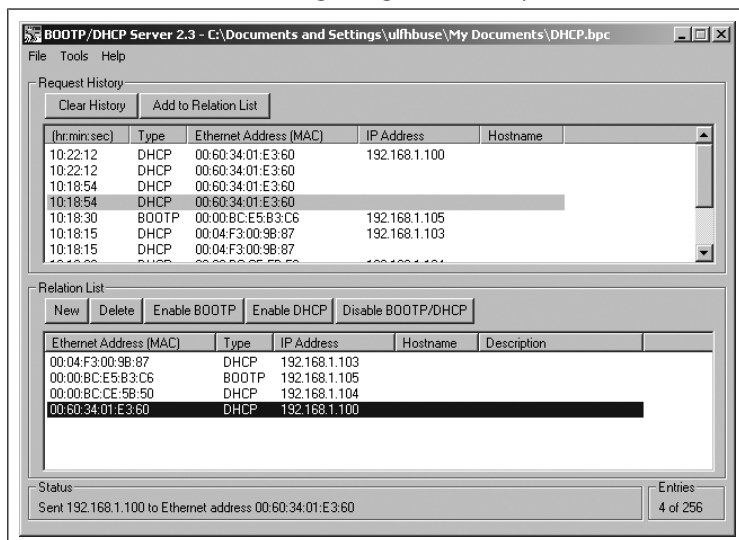 BOOTP/DHCP Server 2.3 - C:\Documents and Settings\ulfhbuse\My Documents\DHCP.bpc
File Tools Help
Request History
Clear History Add to Relation List
(hr:min:sec) Type Ethernet Address (MAC) IP Address Hostname
10:22:12 DHCP 00:60:34:01:E3:60 192.168.1.100
10:22:12 DHCP 00:60:34:01:E3:60
10:18:54 DHCP 00:60:34:01:E3:60
10:18:54 DHCP 00:60:34:01:E3:60
10:18:30 BOOTP 00:00:BC:E5:B3:C6 192.168.1.105
10:18:15 DHCP 00:04:F3:00:9B:87 192.168.1.103
10:18:15 DHCP 00:04:F3:00:9B:87
Relation List
New Delete Enable BOOTP Enable DHCP Disable BOOTP/DHCP
Ethernet Address (MAC) Type IP Address Hostname Description
00:04:F3:00:9B:87 DHCP 192.168.1.103
00:00:BC:E5:B3:C6 BOOTP 192.168.1.105
00:00:BC:CE:5B:50 DHCP 192.168.1.104
00:60:34:01:E3:60 DHCP 192.168.1.100
Status
Sent 192.168.1.100 to Ethernet address 00:60:34:01:E3:60
Entries
4 of 256